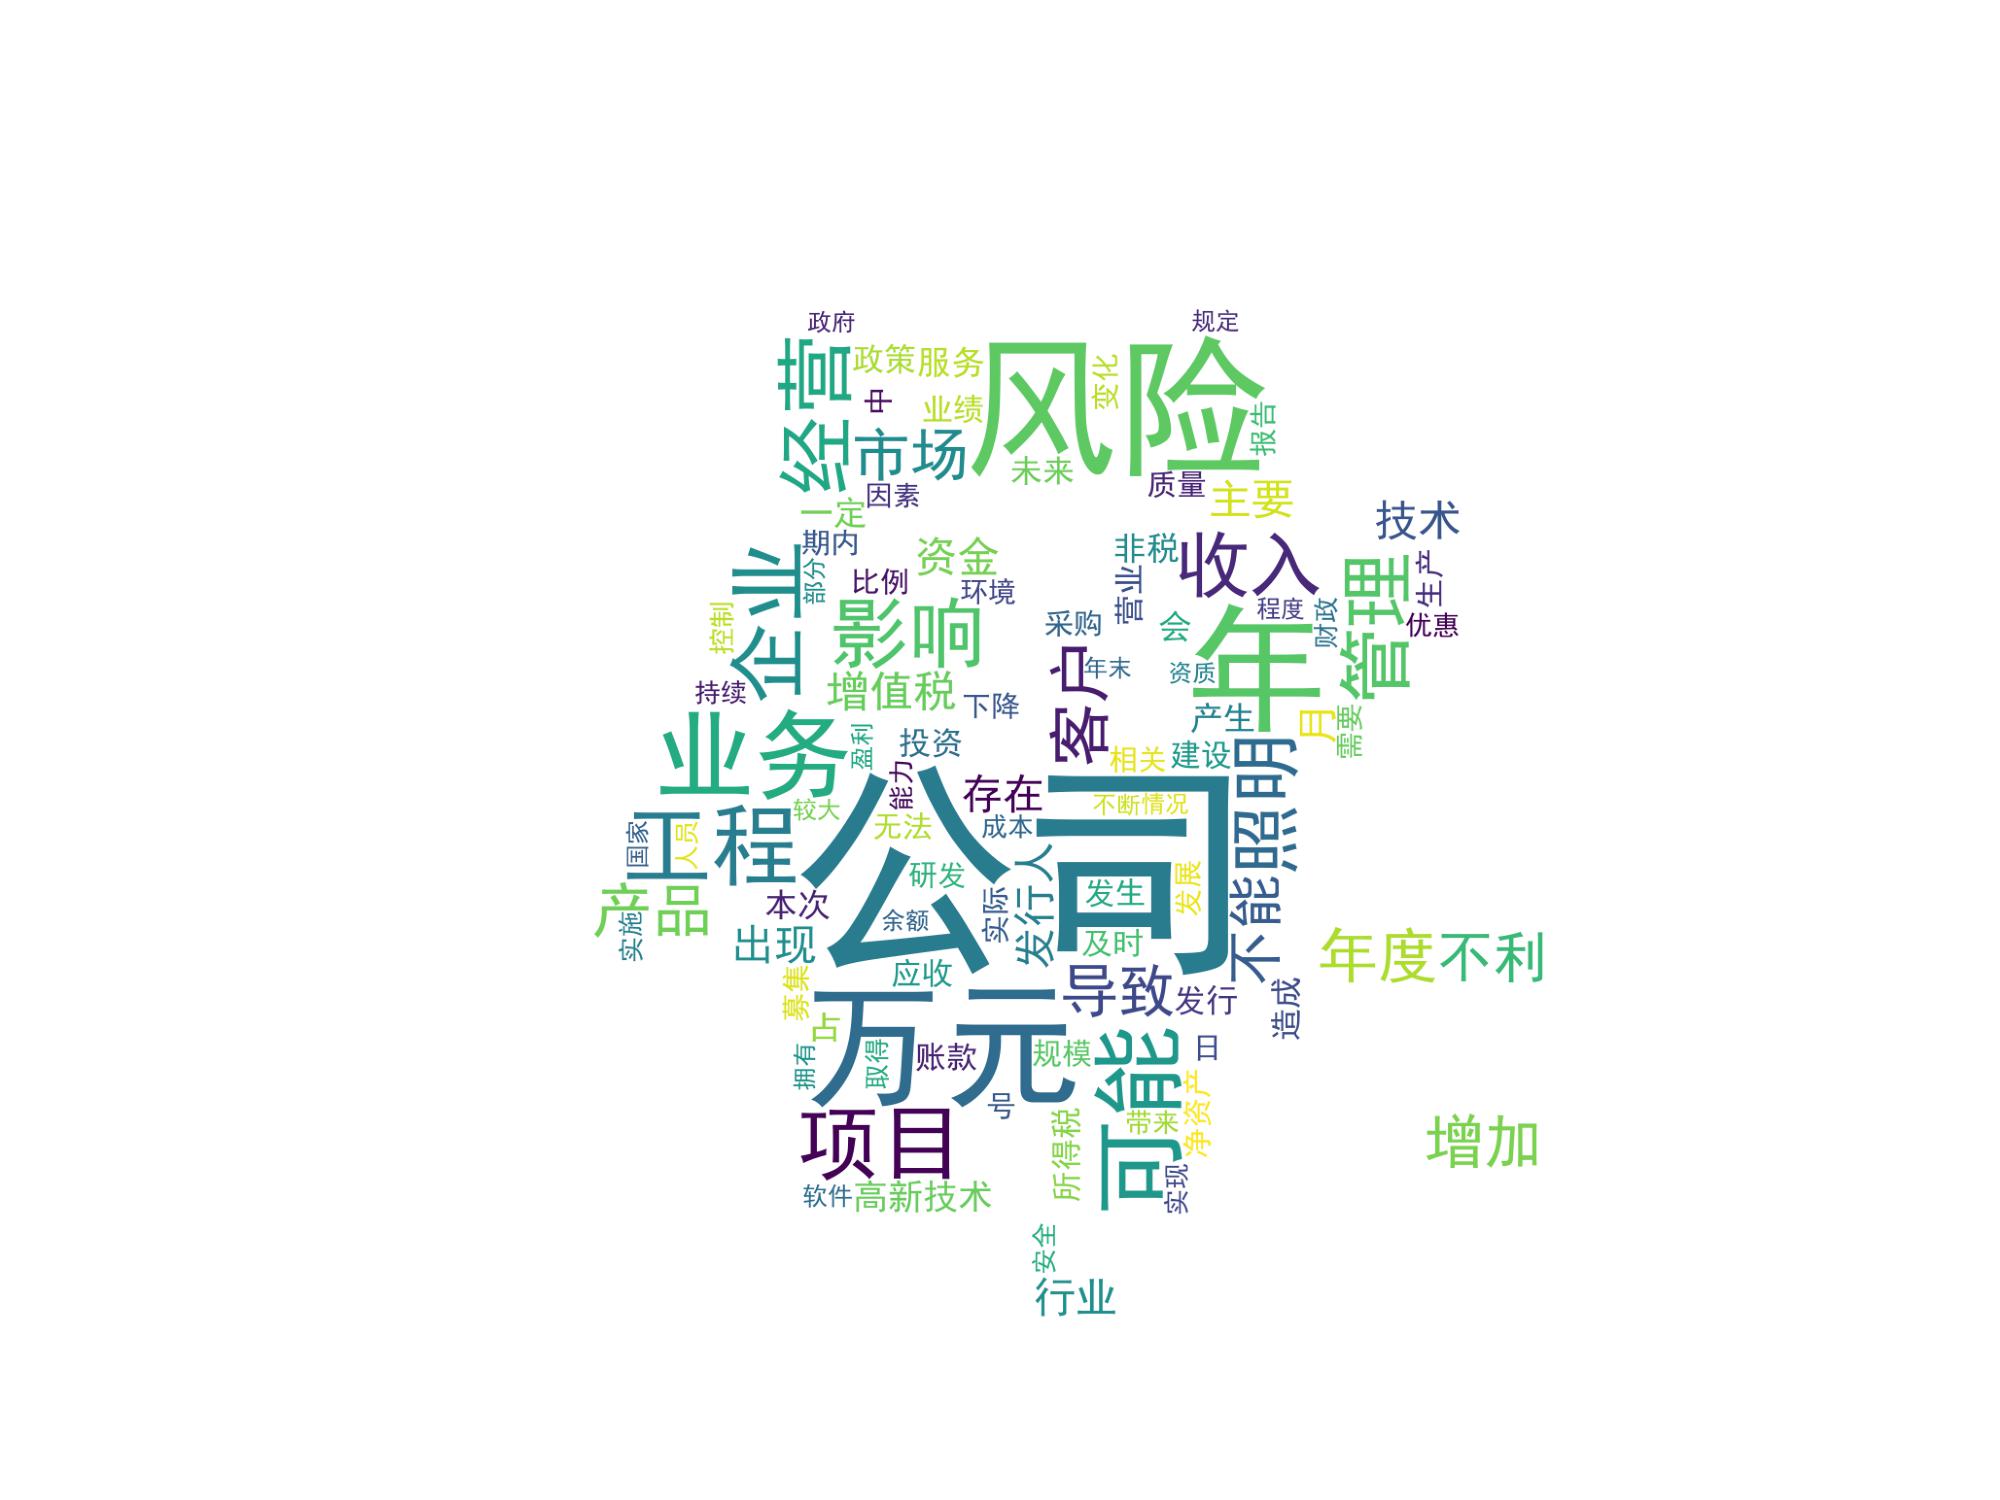 政府
规定
风险
经营
政策
服务
变化
中
业绩
报告
市场
未来
质量
主要
因素
一定
技术
期内
资金
非税
收入
企业
部分
比例
环境
营业
管理
生产
影响
控制
采购
会
程度
财政
优惠
年
客户
年末
资质
增值税
持续
下降
产生
月
需要
业务
盈利
投资
相关
建设
不能
照明
公司
能力
存在
不断
情况
较大
无法
成本
工程
国家
人员
研发
发行人
发生
发展
产品
实施
本次
余额
实际
出现
及时
年度
不利
应收
导致
发行
造成
募集
万元
占
拥有
取得
账款
规模
日
可能
净资产
号
项目
带来
增加
所得税
实现
软件
高新技术
安全
行业